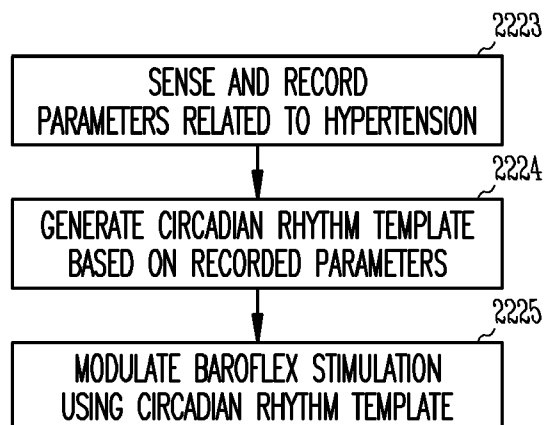 2223
SENSE AND RECORD
PARAMETERS RELATED TO HYPERTENSION
2224
GENERATE CIRCADIAN RHYTHM TEMPLATE
BASED ON RECORDED PARAMETERS
2225
MODULATE BAROFLEX STIMULATION
USING CIRCADIAN RHYTHM TEMPLATE